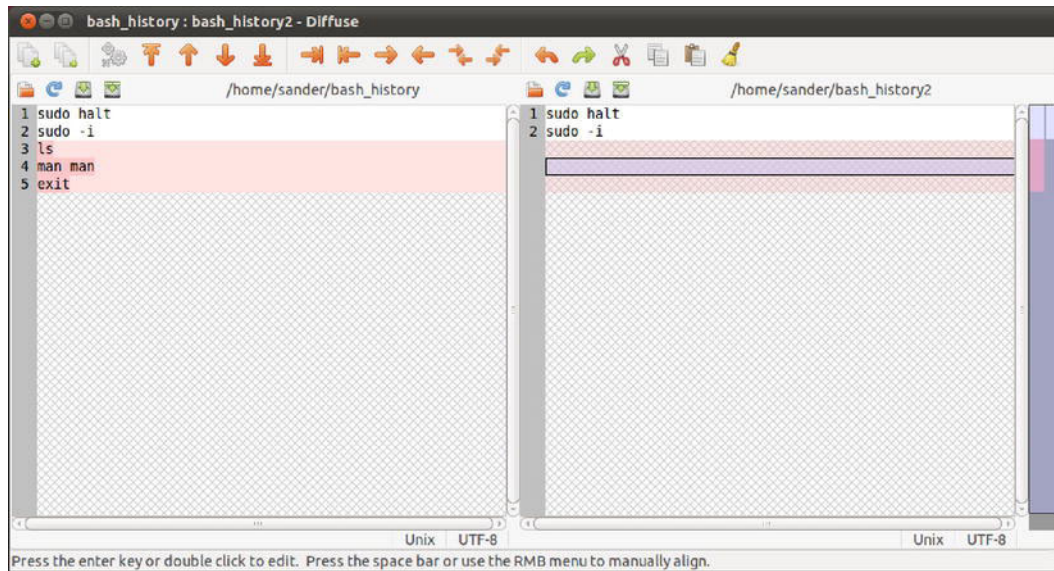 bash_history : bash_history2 - Diffuse
/home/sander/bash_history
1 sudo halt
2 sudo -i
3 ls
4 man man
5 exit
Unix UTF-8
/home/sander/bash_history2
1 sudo halt
2 sudo -i
Unix UTF-8
Press the enter key or double click to edit. Press the space bar or use the RMB menu to manually align.